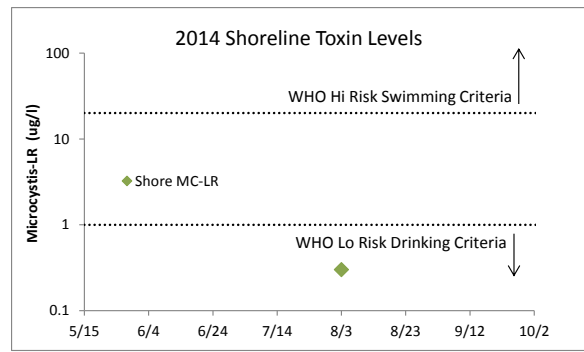 2014 Shoreline Toxin Levels
Microcystis-LR (ug/l)
100
10
1
0.1
WHO Hi Risk Swimming Criteria
Shore MC-LR
WHO Lo Risk Drinking Criteria
5/15 6/4 6/24 7/14 8/3 8/23 9/12 10/2